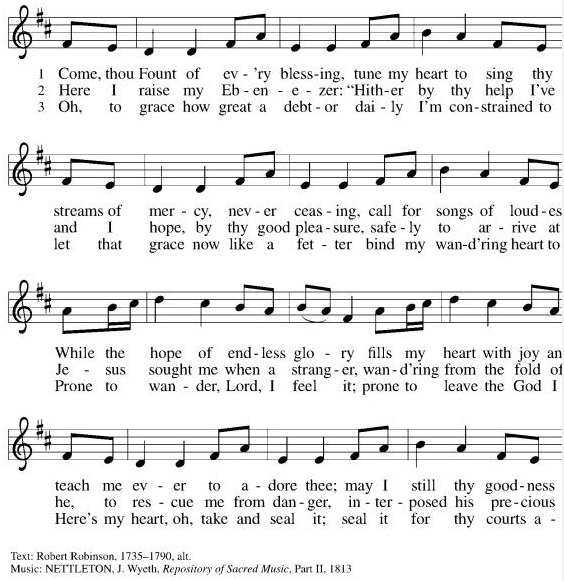 1 Come, thou Fount of ev - 'ry bless-ing, tune my heart to sing thy
2 Here I raise my Eb - en - e - zer: “Hith-er by thy help I've
3 Oh, to grace how great a debt - or dai - ly I'm con-strained to
streams of mer - cy, nev - er ceas - ing, call for songs of loud-es
and I hope, by thy good plea - sure, safe - ly to ar - rive at
let that grace now like a fet - ter bind my wan-d'ring heart to
While the hope of end-less glo - ry fills my heart with joy an
Je - sus sought me when a strang-er, wan-d'ring from the fold of
Prone to wan - der, Lord, I feel it; prone to leave the God I
teach me ev - er to a - dore thee; may I still thy good-ness
he, to res - cue me from dan-ger, in - ter - posed his pre-cious
Here's my heart, oh, take and seal it; seal it for thy courts a -
Text: Robert Robinson, 1735–1790, alt.
Music: NETTLETON, J. Wyeth, Repository of Sacred Music, Part II, 1813